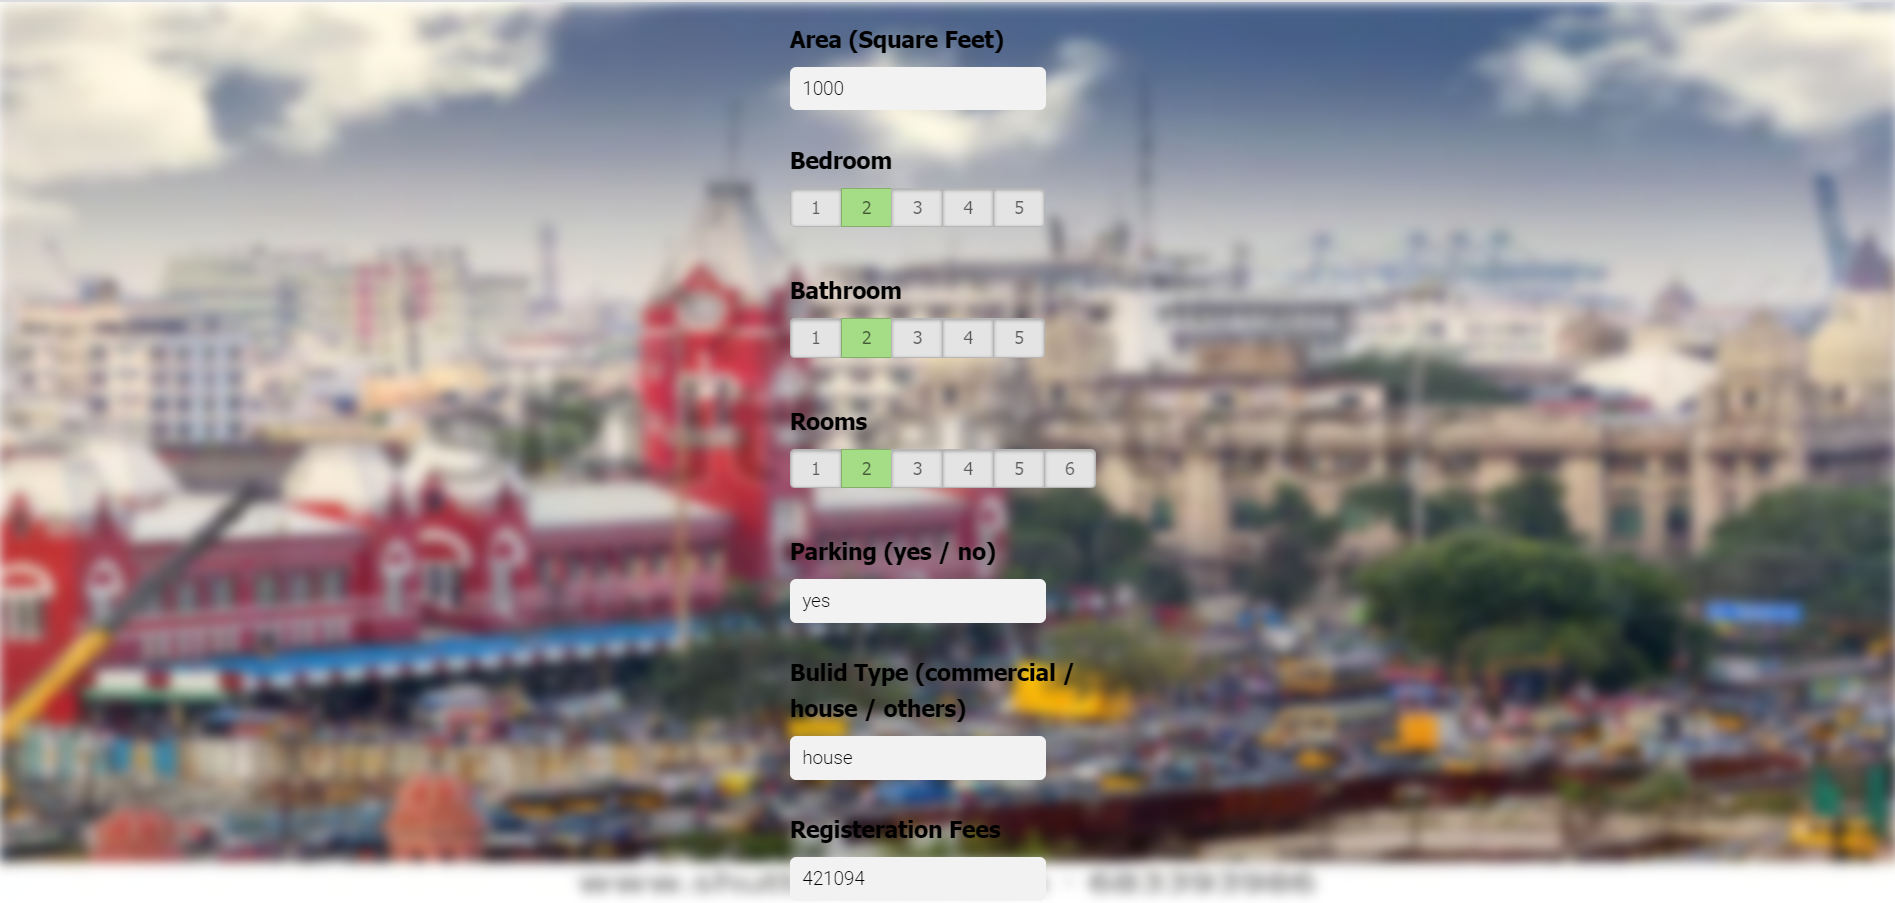 Area (Square Feet)
1000
Bedroom
1 2 3 4 5
Bathroom
1 2 3 4 5
Rooms
1 2 3 4 5 6
Parking (yes / no)
yes
Bulid Type (commercial /
house / others)
house
Registeration Fees
421094